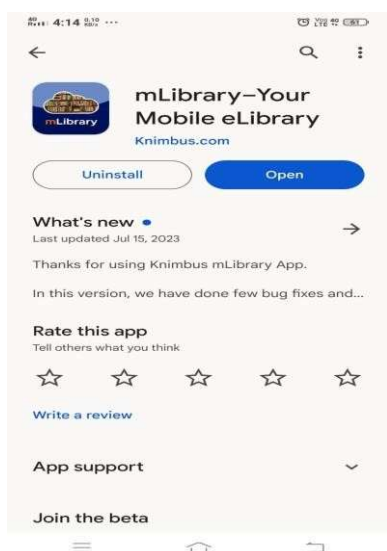 4:14
mLibrary
mLibrary–Your
Mobile eLibrary
Knimbus.com
Uninstall
Open
What's new
Last updated Jul 15, 2023
Thanks for using Knimbus mLibrary App.
In this version, we have done few bug fixes and...
Rate this app
Tell others what you think
Write a review
App support
Join the beta